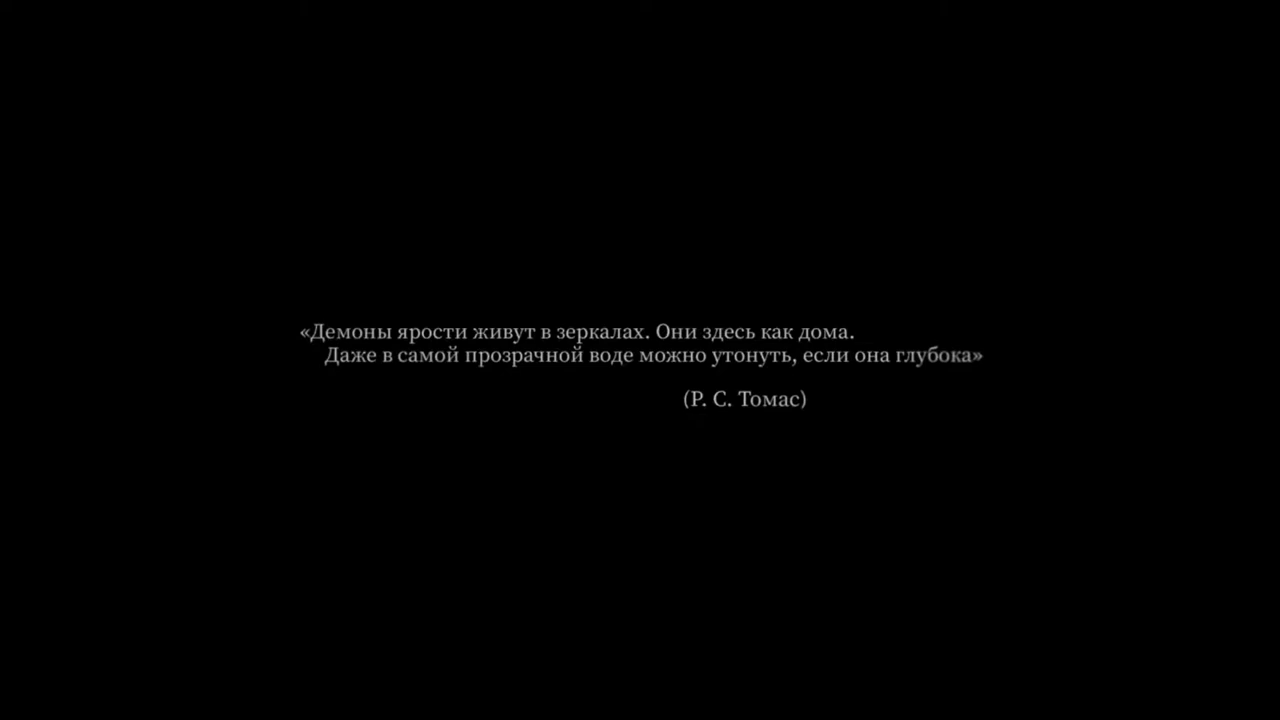 «Демоны ярости живут в зеркалах. Они здесь как дома.
Даже в самой прозрачной воде можно утонуть, если она глубока»
(Р. С. Томас)